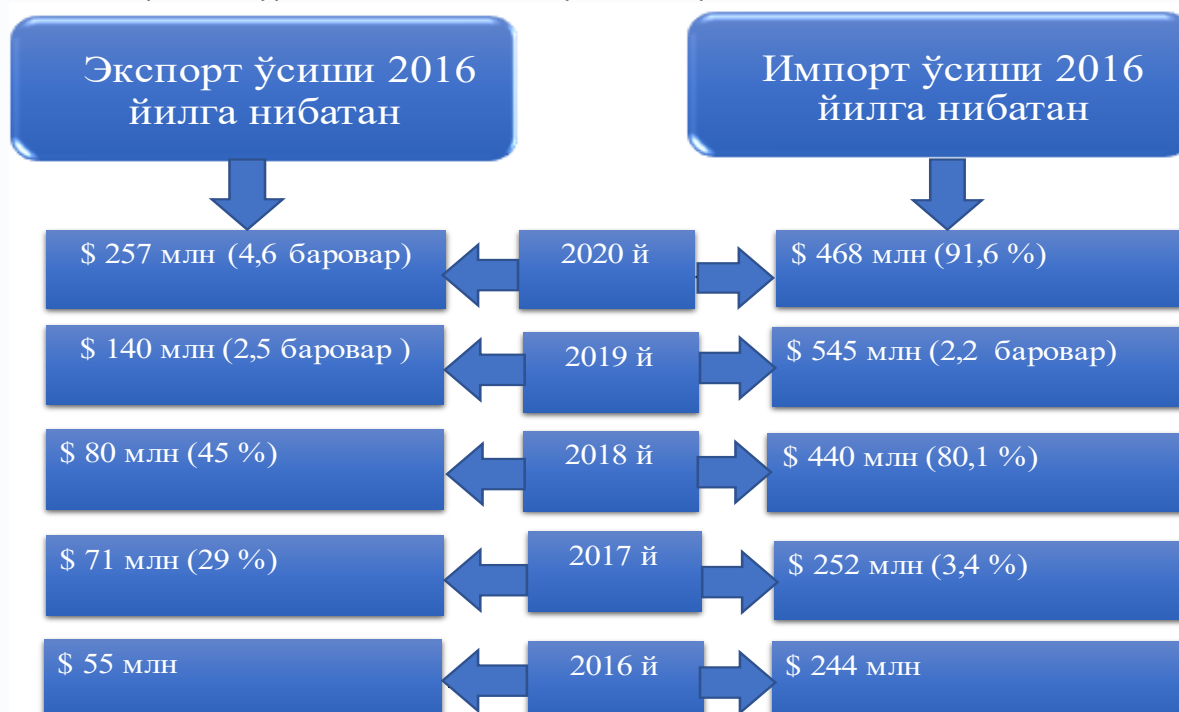 Экспорт ўсиши 2016
йилга нибатан
Импорт ўсиши 2016
йилга нибатан
$ 257 млн (4,6 баровар)
2020 й
$ 468 млн (91,6 %)
$ 140 млн (2,5 баровар )
2019 й
$ 545 млн (2,2 баровар)
$ 80 млн (45 %)
2018 й
$ 440 млн (80,1 %)
$ 71 млн (29 %)
2017 й
$ 252 млн (3,4 %)
$ 55 млн
2016 й
$ 244 млн